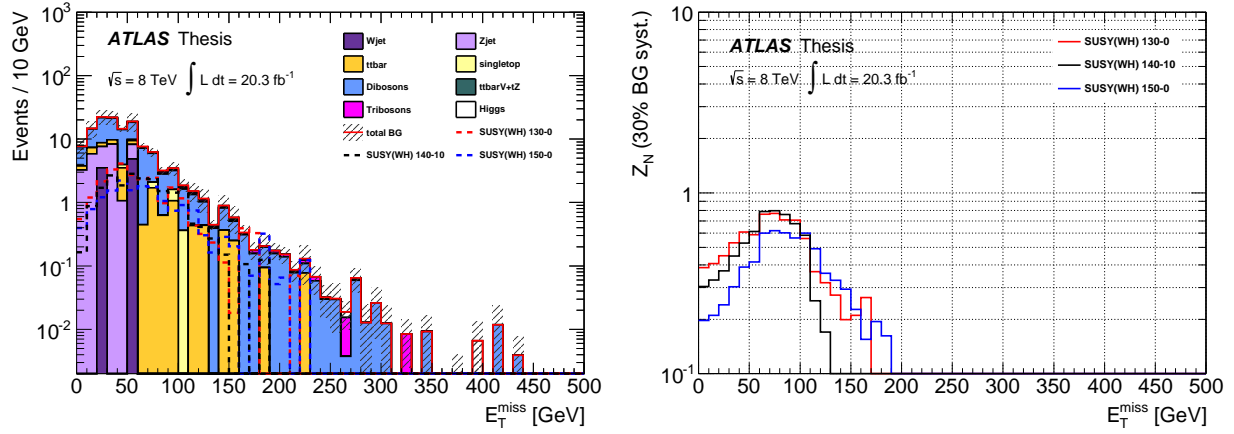 Events / 10 GeV
10³
10²
10
1
10⁻¹
10⁻²
ATLAS Thesis
√s = 8 TeV ∫ L dt = 20.3 fb⁻¹
Wjet
Zjet
ttbar
singletop
Dibosons
ttbarV+tZ
Tribosons
Higgs
total BG
SUSY(WH) 130-0
SUSY(WH) 140-10
SUSY(WH) 150-0
0 50 100 150 200 250 300 350 400 450 500
E_T^miss [GeV]
Z_N (30% BG syst.)
10
1
10⁻¹
ATLAS Thesis
√s = 8 TeV ∫ L dt = 20.3 fb⁻¹
SUSY(WH) 130-0
SUSY(WH) 140-10
SUSY(WH) 150-0
0 50 100 150 200 250 300 350 400 450 500
E_T^miss [GeV]